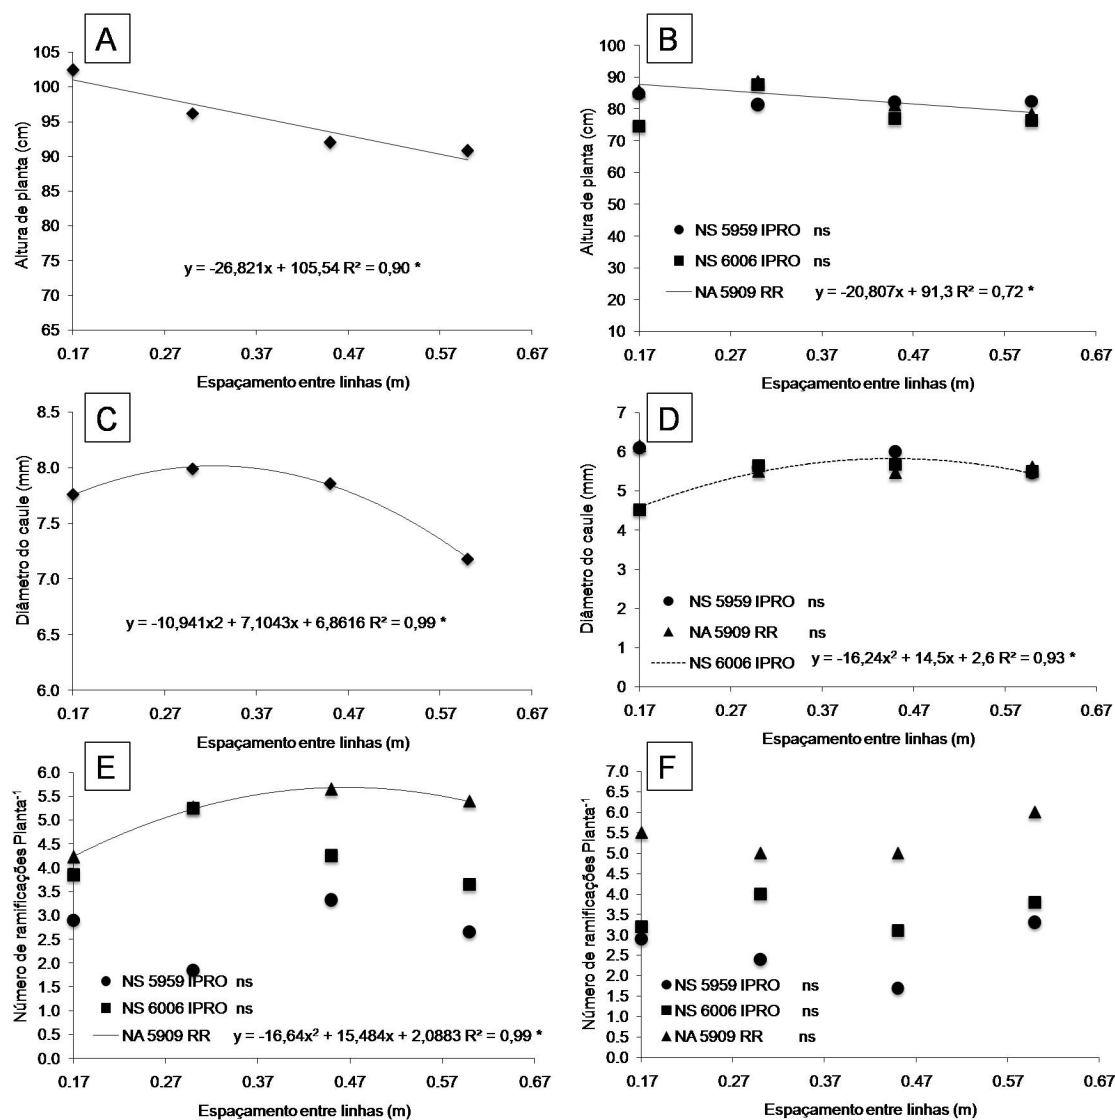 A
105
100
95
90
85
80
75
70
65
Altura de planta (cm)
y = -26,821x + 105,54 R² = 0,90 *
0.17 0.27 0.37 0.47 0.57 0.67
Espaçamento entre linhas (m)
B
100
90
80
70
60
50
40
30
20
10
Altura de planta (cm)
NS 5959 IPRO ns
NS 6006 IPRO ns
NA 5909 RR y = -20,807x + 91,3 R² = 0,72 *
0.17 0.27 0.37 0.47 0.57 0.67
Espaçamento entre linhas (m)
C
8.5
8.0
7.5
7.0
6.5
6.0
Diâmetro do caule (mm)
y = -10,941x2 + 7,1043x + 6,8616 R² = 0,99 *
0.17 0.27 0.37 0.47 0.57 0.67
Espaçamento entre linhas (m)
D
7
6
5
4
3
2
1
0
Diâmetro do caule (mm)
NS 5959 IPRO ns
NA 5909 RR ns
NS 6006 IPRO y = -16,24x² + 14,5x + 2,6 R² = 0,93 *
0.17 0.27 0.37 0.47 0.57 0.67
Espaçamento entre linhas (m)
E
6.0
5.5
5.0
4.5
4.0
3.5
3.0
2.5
2.0
1.5
1.0
0.5
0.0
Número de ramificações Planta⁻¹
NS 5959 IPRO ns
NS 6006 IPRO ns
NA 5909 RR y = -16,64x² + 15,484x + 2,0883 R² = 0,99 *
0.17 0.27 0.37 0.47 0.57 0.67
Espaçamento entre linhas (m)
F
7.0
6.5
6.0
5.5
5.0
4.5
4.0
3.5
3.0
2.5
2.0
1.5
1.0
0.5
0.0
Número de ramificações Planta⁻¹
NS 5959 IPRO ns
NS 6006 IPRO ns
NA 5909 RR ns
0.17 0.27 0.37 0.47 0.57 0.67
Espaçamento entre linhas (m)